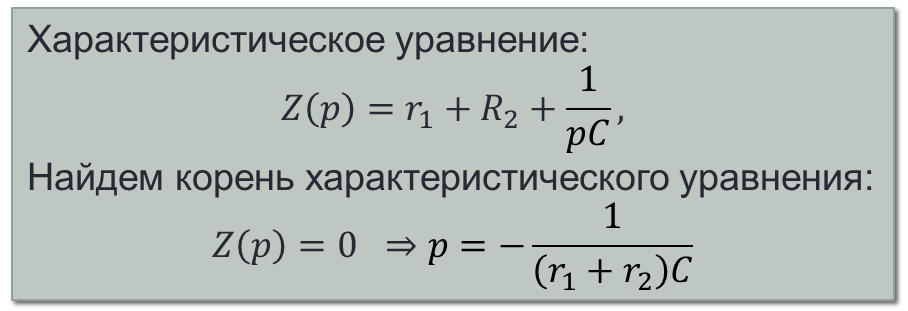 Характеристическое уравнение:
Z(p) = r₁ + R₂ + 1/pC,
Найдем корень характеристического уравнения:
Z(p) = 0 ⇒ p = − 1/(r₁ + r₂)C